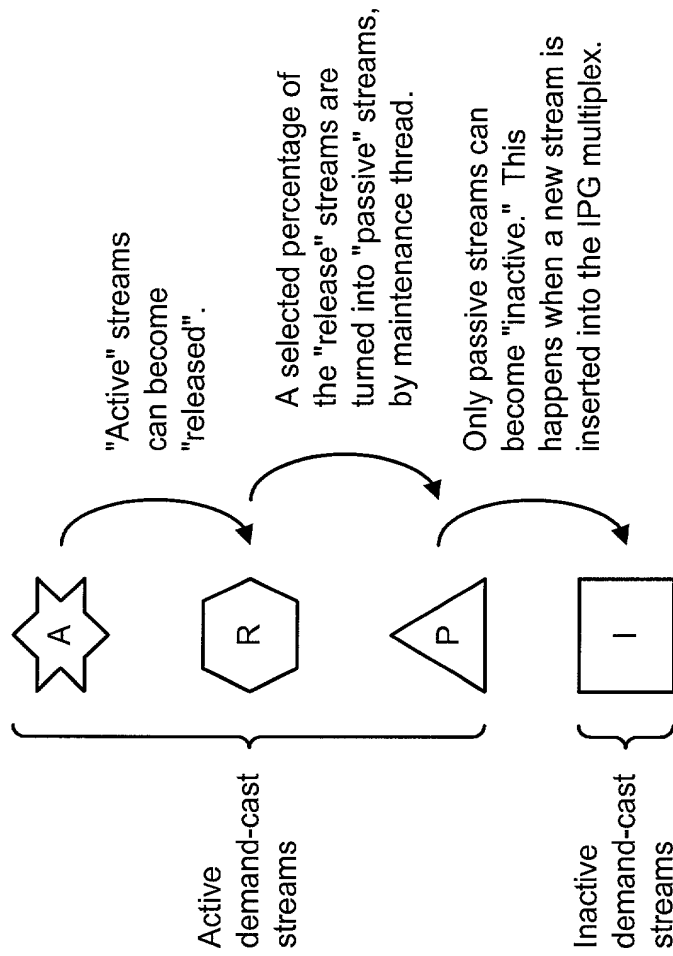 "Active" streams
can become
"released".
A selected percentage of
the "release" streams are
turned into "passive" streams,
by maintenance thread.
Only passive streams can
become "inactive." This
happens when a new stream is
inserted into the IPG multiplex.
A
R
P
I
Active
demand-cast
streams
Inactive
demand-cast
streams